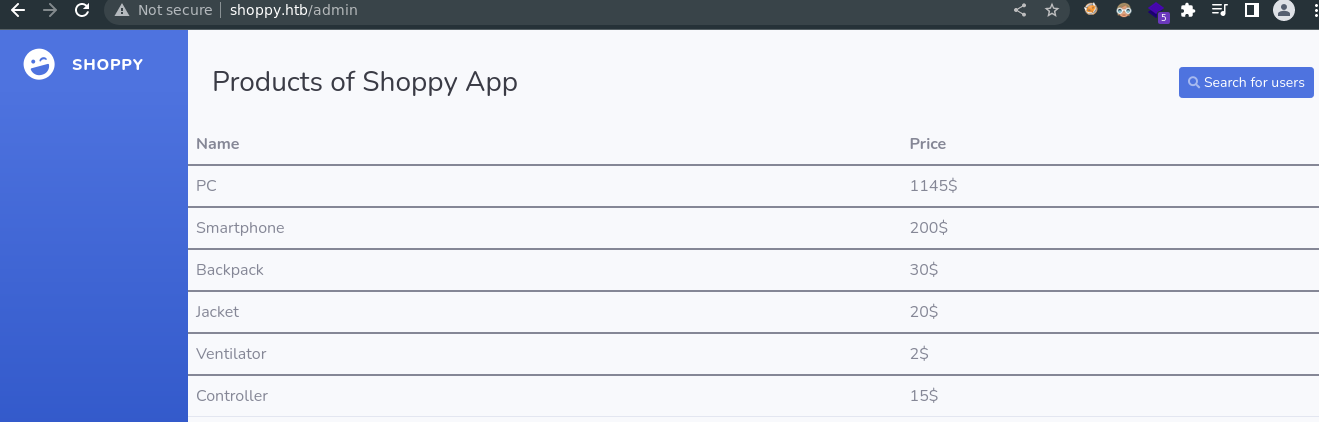 Not secure shoppy.htb/admin
5
SHOPPY
Products of Shoppy App
Search for users
Name Price
PC 1145$
Smartphone 200$
Backpack 30$
Jacket 20$
Ventilator 2$
Controller 15$